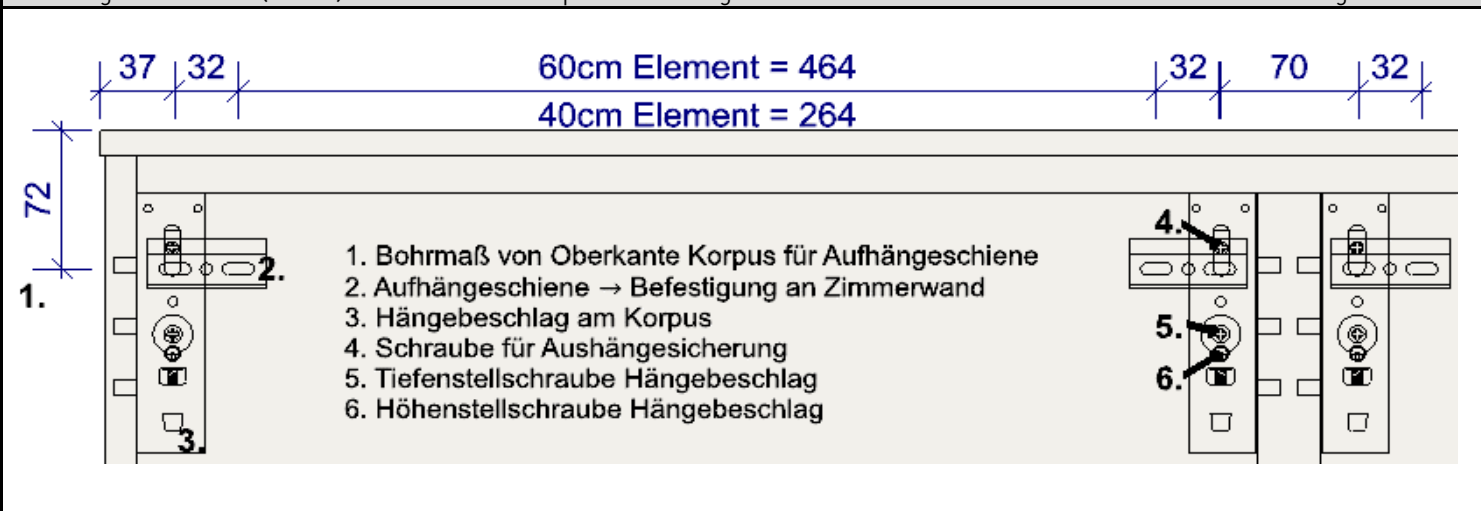 37 32 60cm Element = 464 32 70 32
40cm Element = 264
72
4.
1. Bohrmaß von Oberkante Korpus für Aufhängeschiene
2.
2. Aufhängeschiene → Befestigung an Zimmerwand
1.
3. Hängebeschlag am Korpus
5.
4. Schraube für Aushängesicherung
5. Tiefenstellschraube Hängebeschlag
6.
6. Höhenstellschraube Hängebeschlag
3.